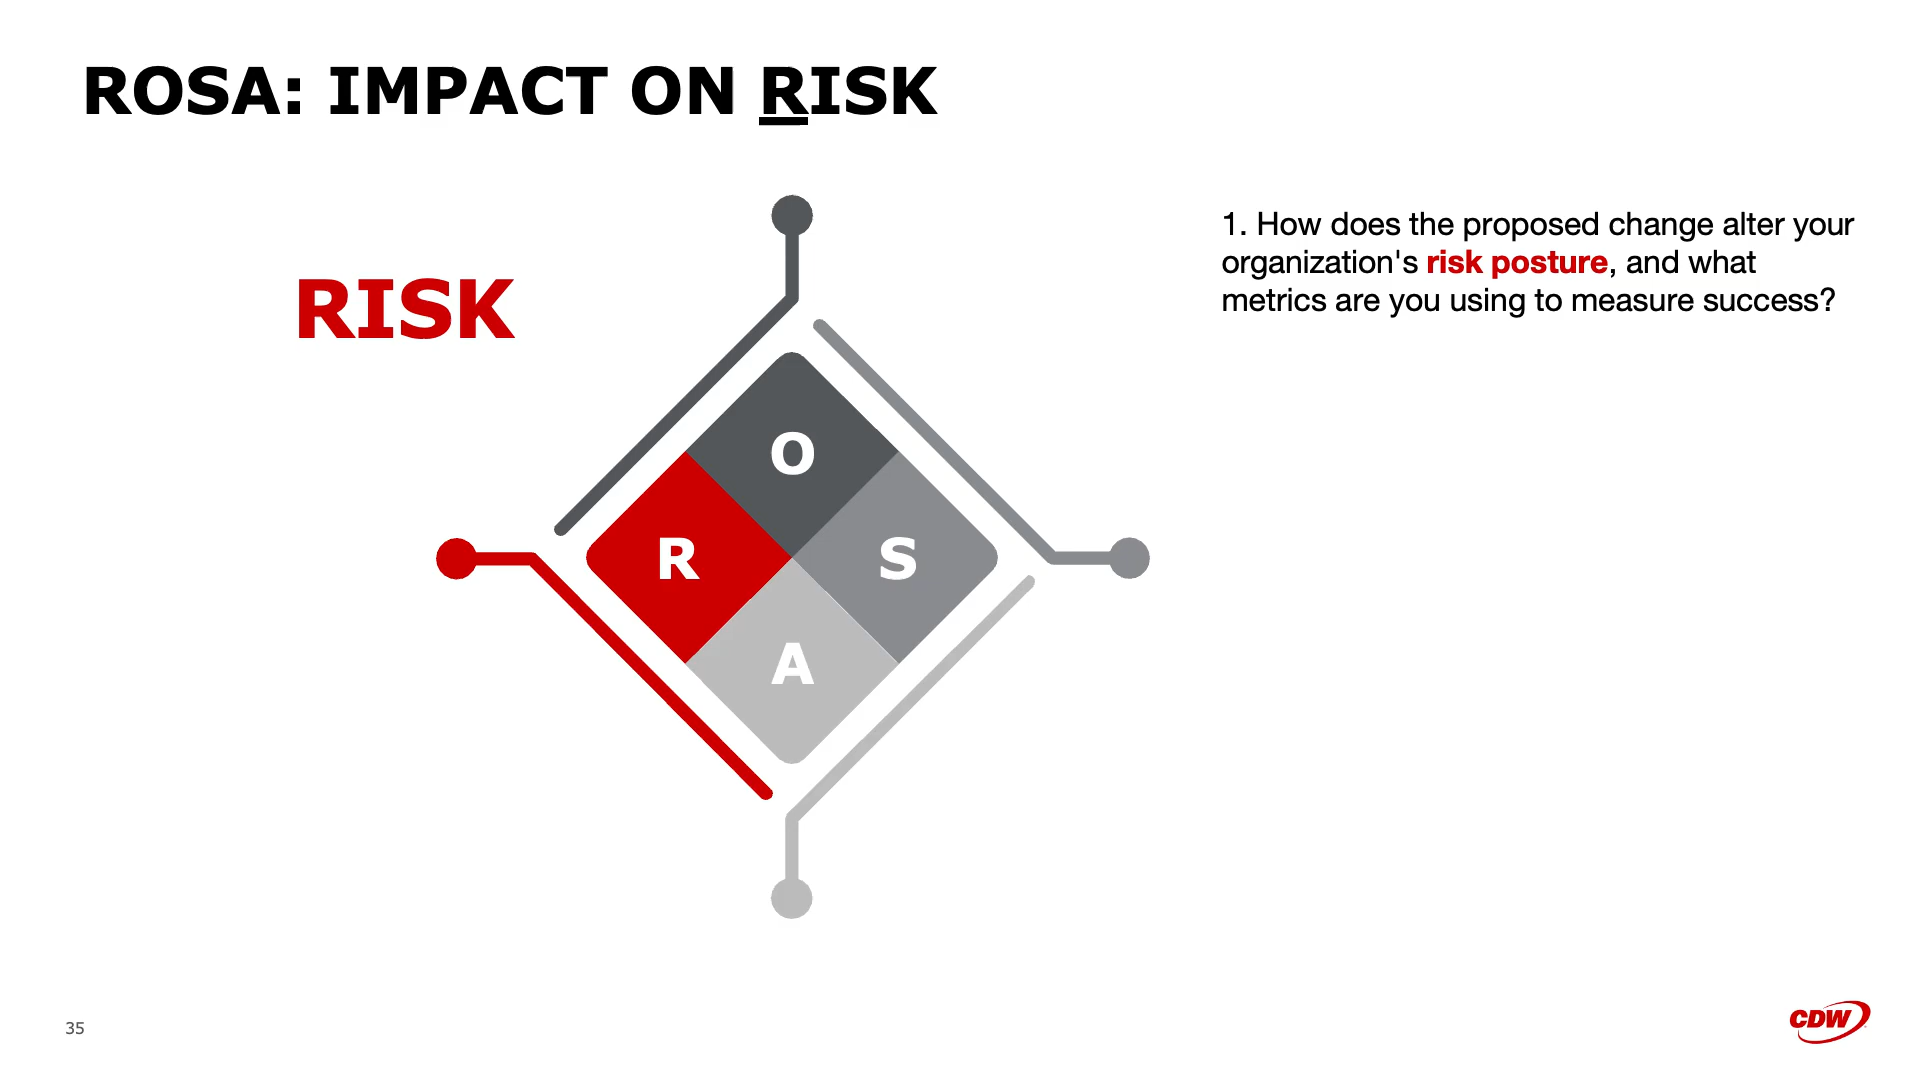 ROSA: IMPACT ON RISK
RISK
1. How does the proposed change alter your
organization's risk posture, and what
metrics are you using to measure success?
O
R
S
A
35
CDW